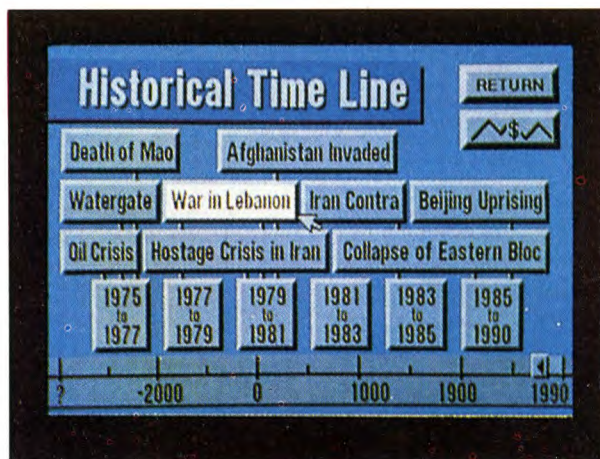 Historical Time Line
RETURN
$
Death of Mao
Afghanistan Invaded
Watergate
War in Lebanon
Iran Contra
Beijing Uprising
Oil Crisis
Hostage Crisis in Iran
Collapse of Eastern Bloc
1975 to 1977
1977 to 1979
1979 to 1981
1981 to 1983
1983 to 1985
1985 to 1990
? -2000 0 1000 1900 1990